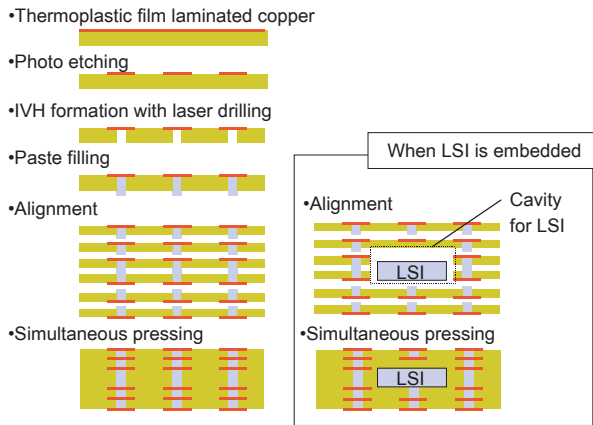 •Thermoplastic film laminated copper
•Photo etching
•IVH formation with laser drilling
•Paste filling
•Alignment
•Simultaneous pressing
When LSI is embedded
•Alignment
Cavity
for LSI
LSI
•Simultaneous pressing
LSI